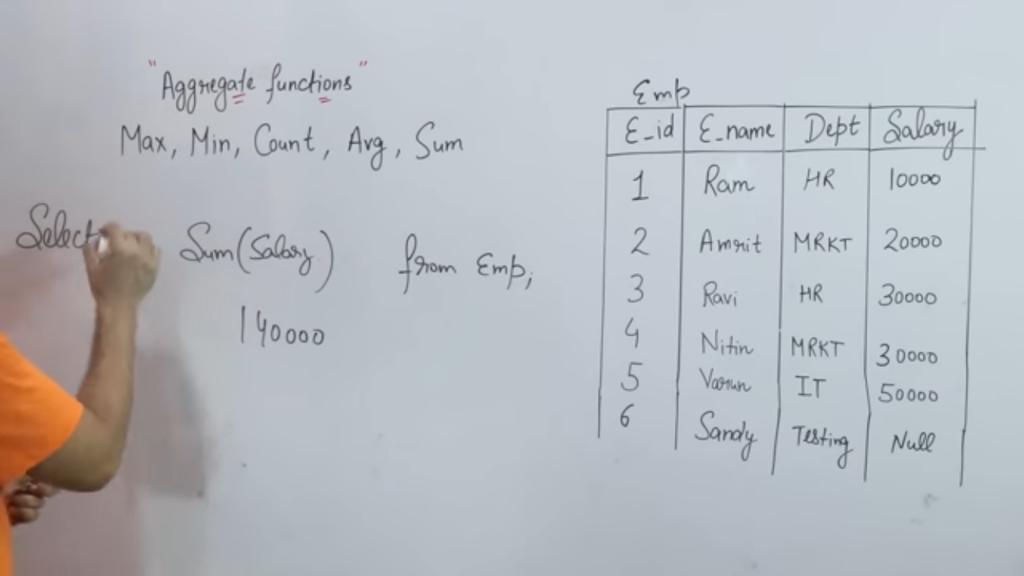 "Aggregate functions"
Max, Min, Count, Avg, Sum
Select Sum(Salary) from Emp;
140000
Emp
E_id E_name Dept Salary
1 Ram HR 10000
2 Amrit MRKT 20000
3 Ravi HR 30000
4 Nitin MRKT 30000
5 Varun IT 50000
6 Sandy Testing Null